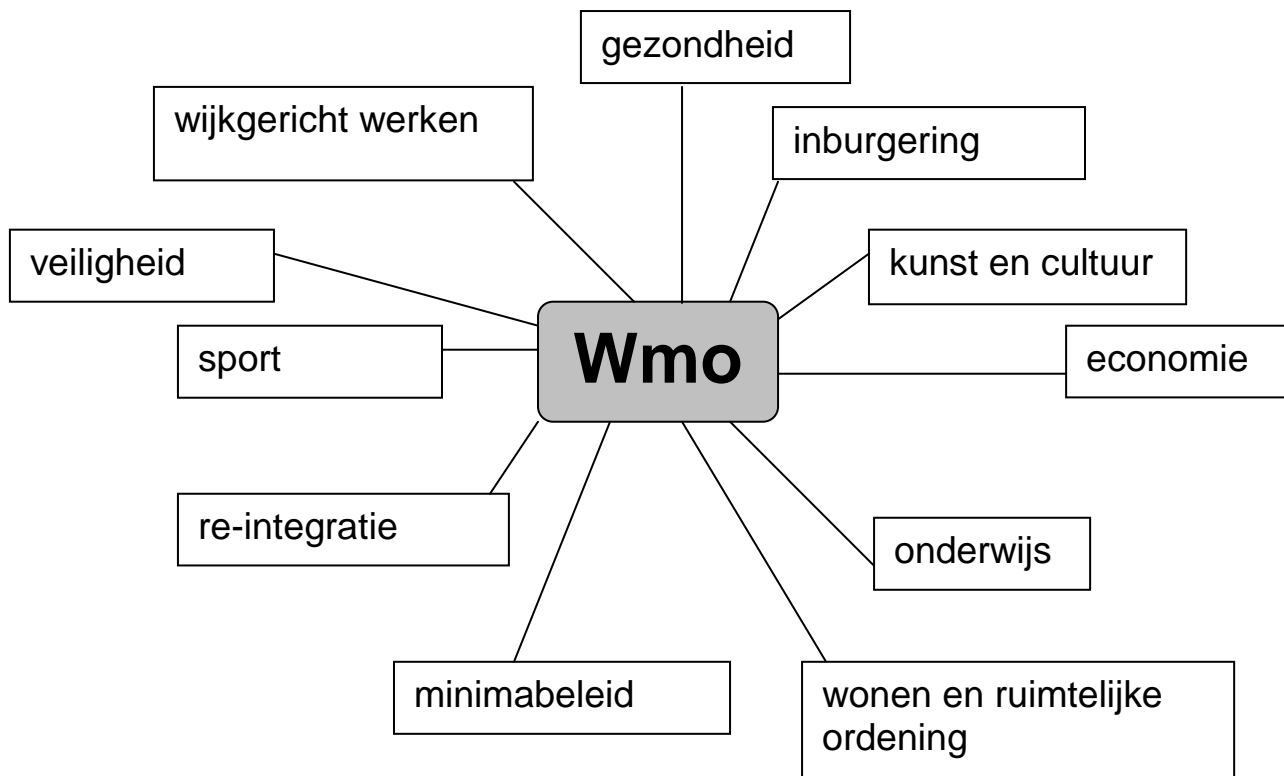 gezondheid
wijkgericht werken
inburgering
veiligheid
kunst en cultuur
Wmo
sport
economie
re-integratie
onderwijs
minimabeleid
wonen en ruimtelijke
ordening